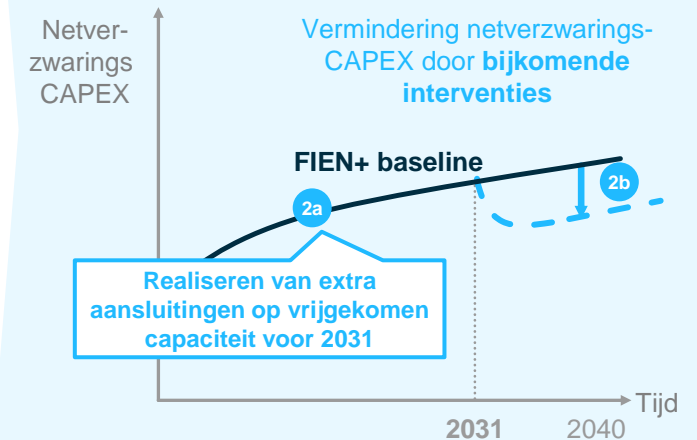 Netver-
zwarings
CAPEX
Vermindering netverzwarings-
CAPEX door bijkomende
interventies
FIEN+ baseline
2a
2b
Realiseren van extra
aansluitingen op vrijgekomen
capaciteit voor 2031
Tijd
2031
2040